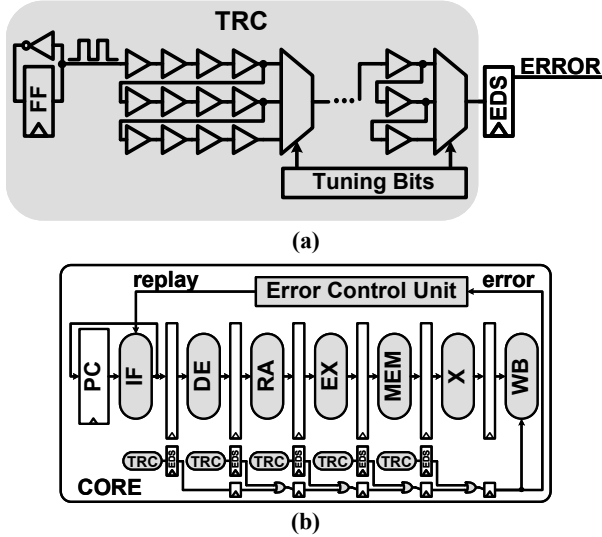 TRC
FF
EDS
ERROR
Tuning Bits
(a)
replay
Error Control Unit
error
PC
IF
DE
RA
EX
MEM
X
WB
TRC
EDS
TRC
EDS
TRC
EDS
TRC
EDS
TRC
EDS
CORE
(b)